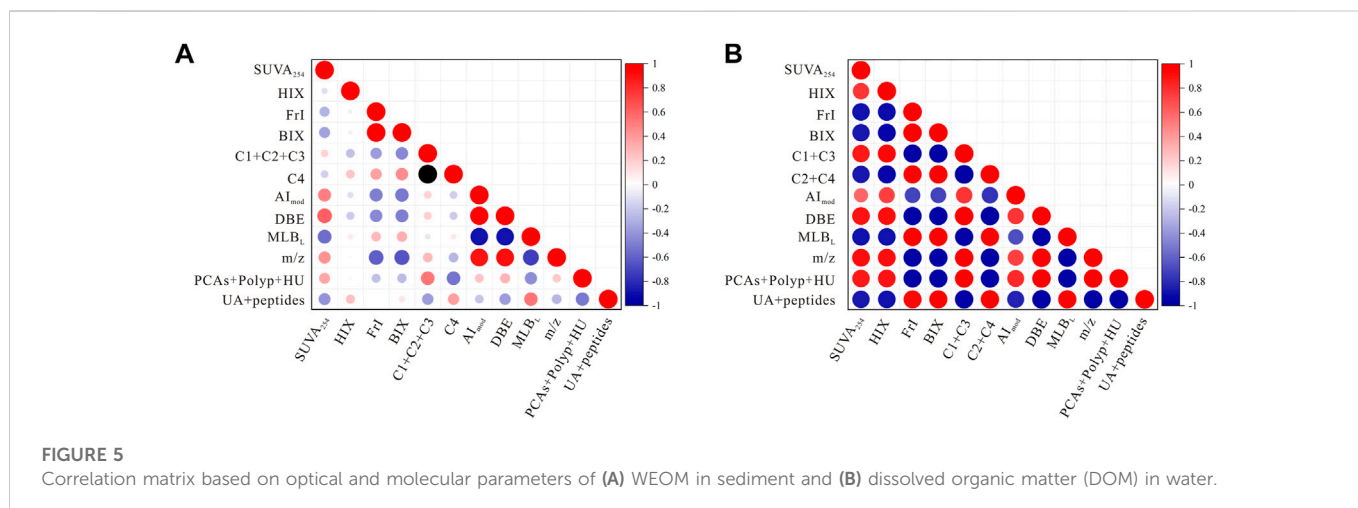 A
SUVA254
HIX
FrI
BIX
C1+C2+C3
C4
AImod
DBE
MLBL
m/z
PCAs+Polyp+HU
UA+peptides
SUVA254
HIX
FrI
BIX
C1+C2+C3
C4
AImod
DBE
MLBL
m/z
PCAs+Polyp+HU
UA+peptides
1
0.8
0.6
0.4
0.2
0
-0.2
-0.4
-0.6
-0.8
-1
B
SUVA254
HIX
FrI
BIX
C1+C3
C2+C4
AImod
DBE
MLBL
m/z
PCAs+Polyp+HU
UA+peptides
SUVA254
HIX
FrI
BIX
C1+C3
C2+C4
AImod
DBE
MLBL
m/z
PCAs+Polyp+HU
UA+peptides
1
0.8
0.6
0.4
0.2
0
-0.2
-0.4
-0.6
-0.8
-1
FIGURE 5
Correlation matrix based on optical and molecular parameters of (A) WEOM in sediment and (B) dissolved organic matter (DOM) in water.